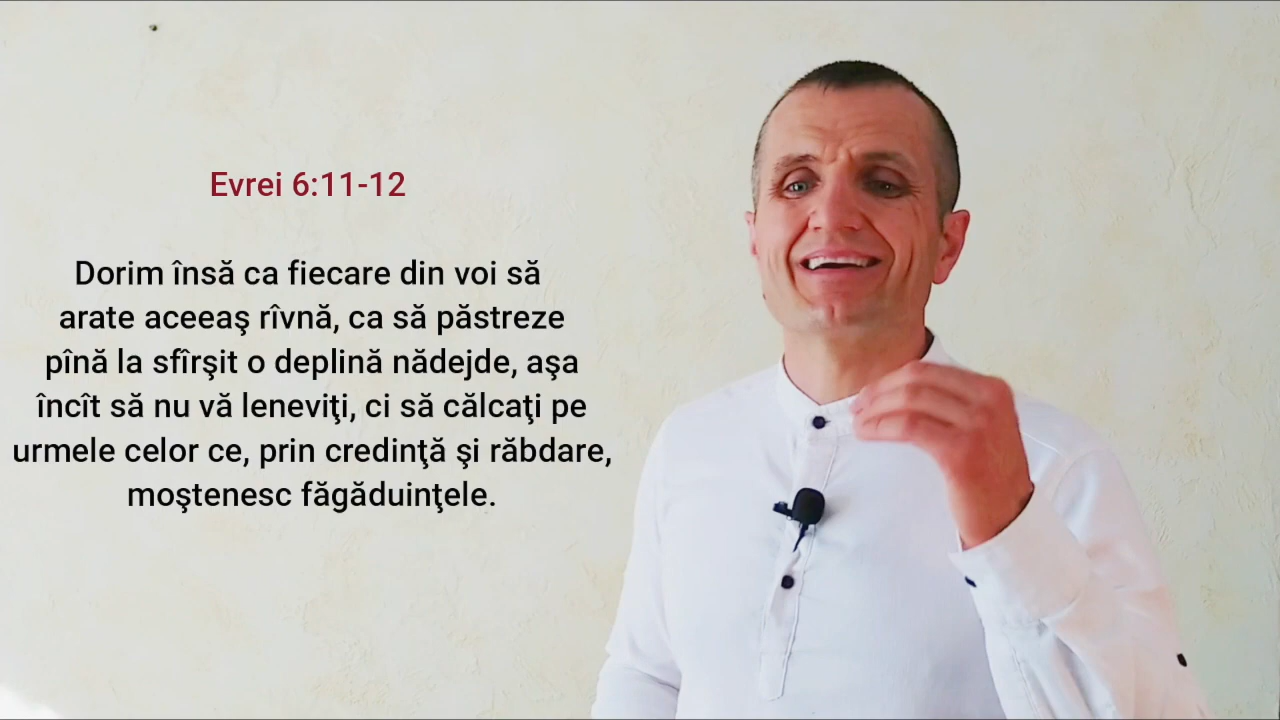 Evrei 6:11-12
Dorim însă ca fiecare din voi să
arate aceeaş rîvnă, ca să păstreze
pînă la sfîrşit o deplină nădejde, aşa
încît să nu vă leneviţi, ci să călcaţi pe
urmele celor ce, prin credinţă şi răbdare,
moştenesc făgăduinţele.